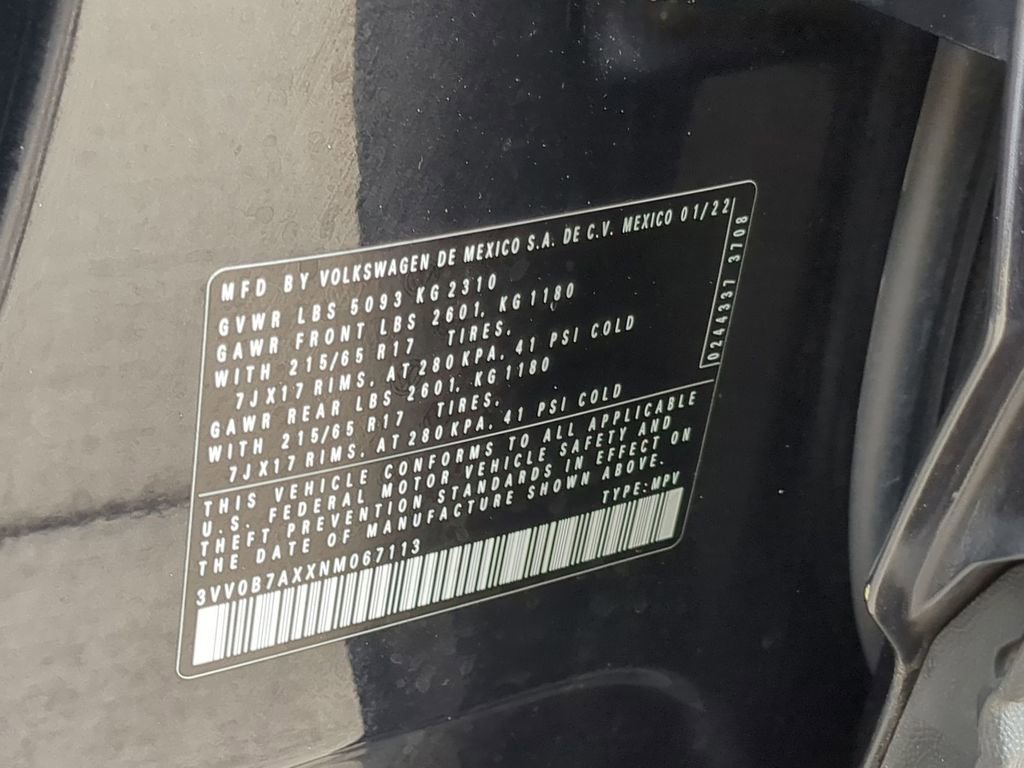 MFD BY VOLKSWAGEN DE MEXICO S.A. DE C.V. MEXICO 01/22
GVWR LBS 5093 KG 2310
GAWR FRONT LBS 2601, KG 1180
WITH 215/65 R17 TIRES,
7JX17 RIMS, AT 280KPA, 41 PSI COLD
GAWR REAR LBS 2601, KG 1180
WITH 215/65 R17 TIRES,
7JX17 RIMS, AT 280KPA, 41 PSI COLD
0244337 3708
THIS VEHICLE CONFORMS TO ALL APPLICABLE
U.S. FEDERAL MOTOR VEHICLE SAFETY AND
THEFT PREVENTION STANDARDS IN EFFECT ON
THE DATE OF MANUFACTURE SHOWN ABOVE.
3VV0B7AXXNM067113 TYPE:MPV